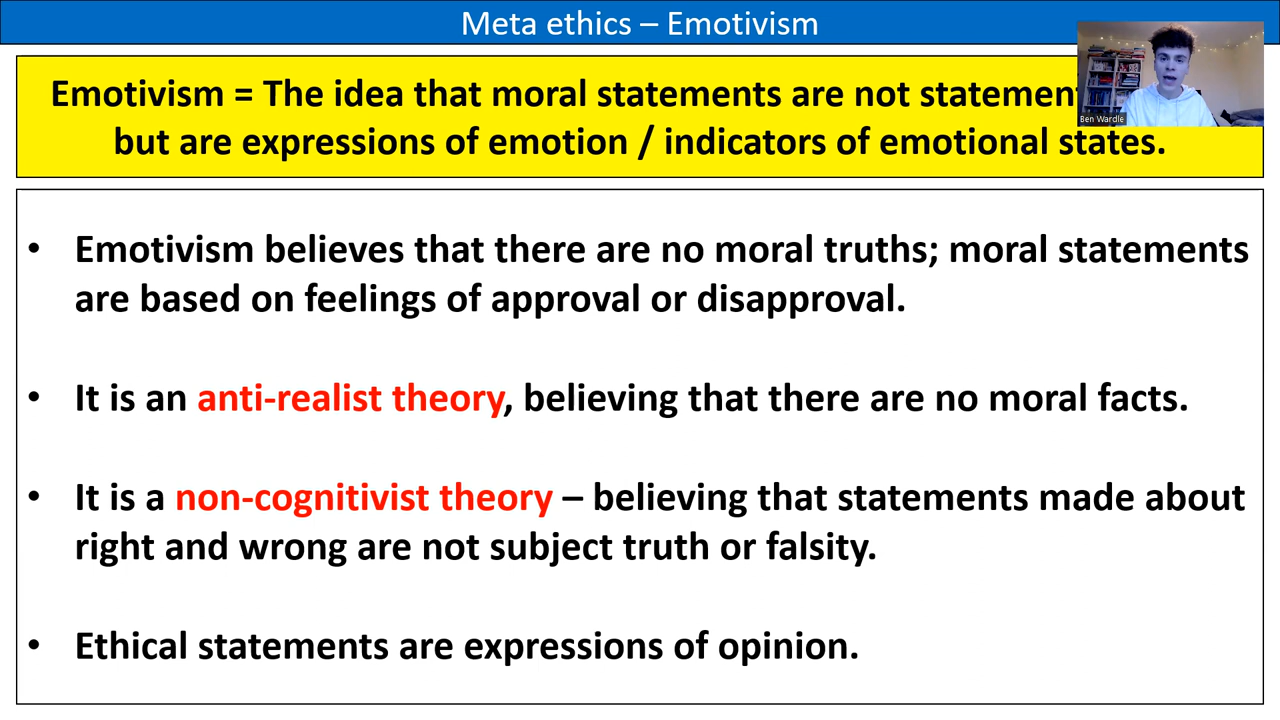 Meta ethics – Emotivism
Emotivism = The idea that moral statements are not
but are expressions of emotion / indicators of emotional states.
Ben Wardle
• Emotivism believes that there are no moral truths; moral statements
are based on feelings of approval or disapproval.
• It is an anti-realist theory, believing that there are no moral facts.
• It is a non-cognitivist theory – believing that statements made about
right and wrong are not subject truth or falsity.
• Ethical statements are expressions of opinion.